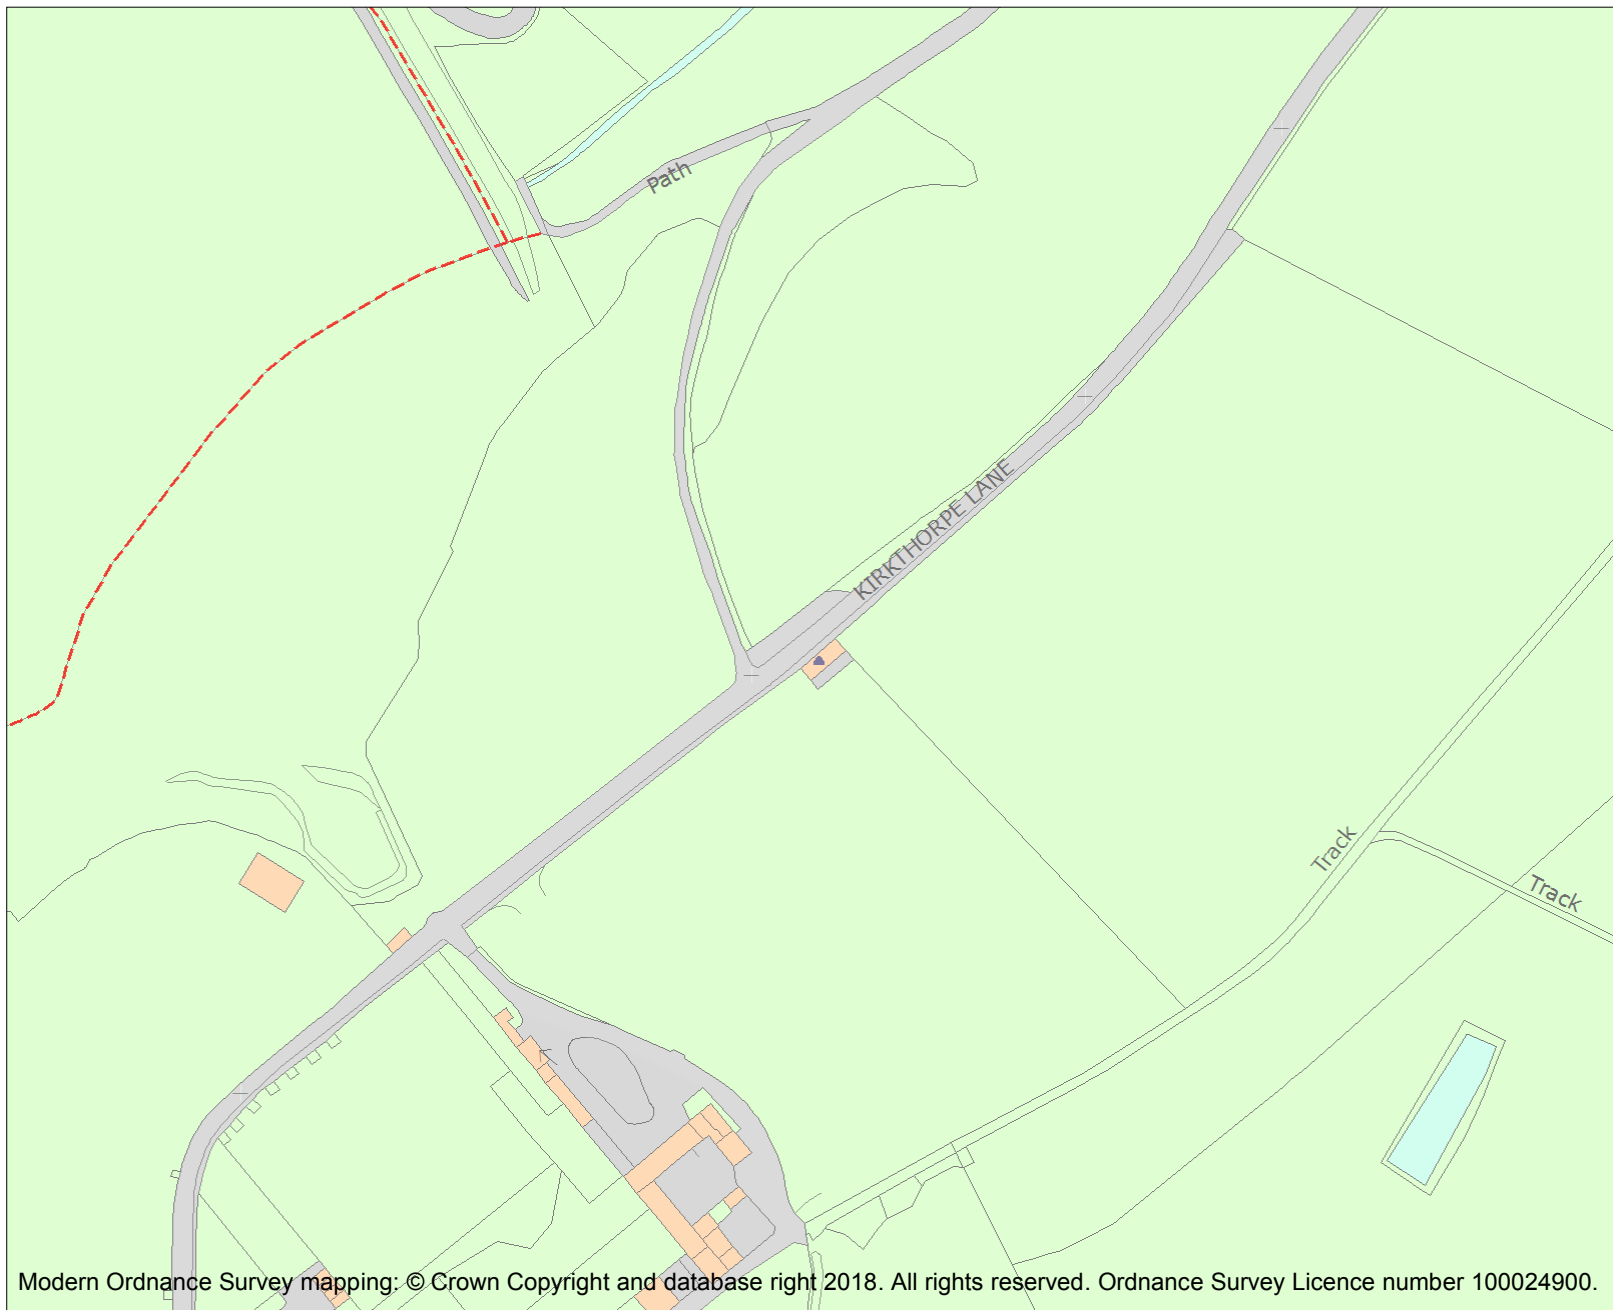 Path
KIRKTHORPE LANE
Track
Track
Modern Ordnance Survey mapping: © Crown Copyright and database right 2018. All rights reserved. Ordnance Survey Licence number 100024900.